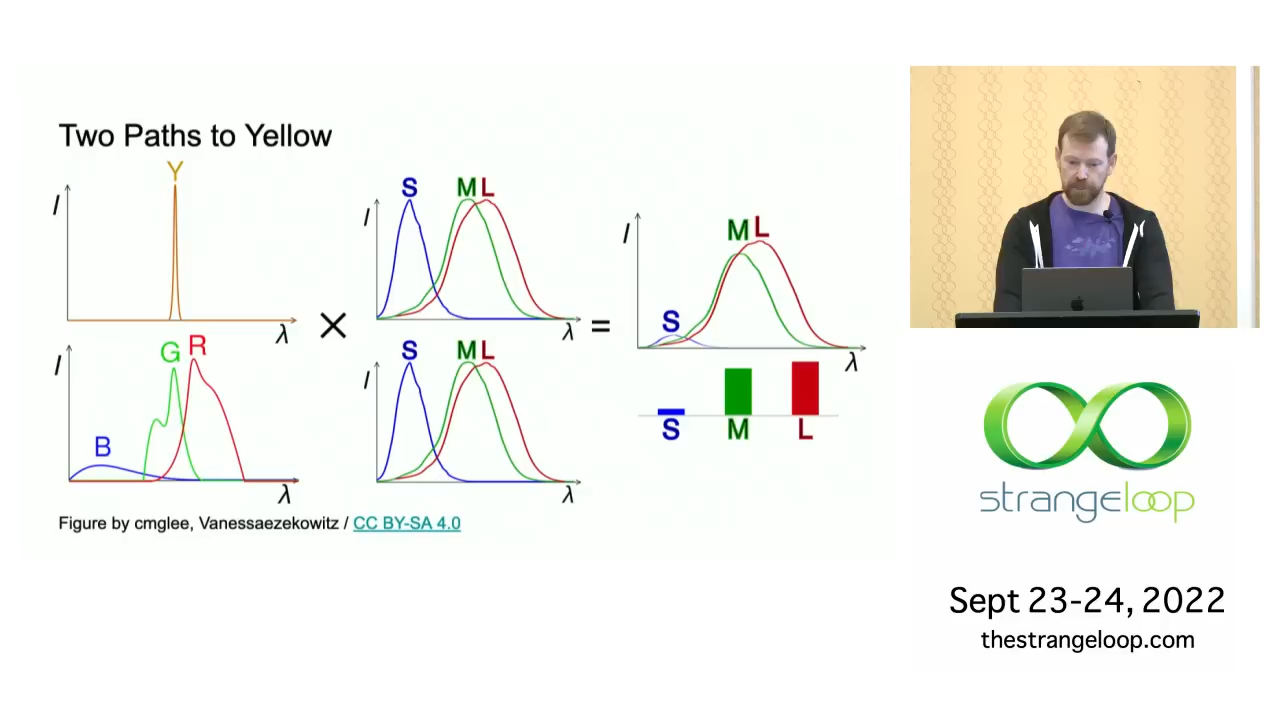 Two Paths to Yellow
Y
I
λ
S M L
I
λ
×
=
M L
S
I
λ
G R
B
I
λ
S M L
I
λ
S M L
Figure by cmglee, Vanessaezekowitz / CC BY-SA 4.0
strangeloop
Sept 23-24, 2022
thestrangeloop.com